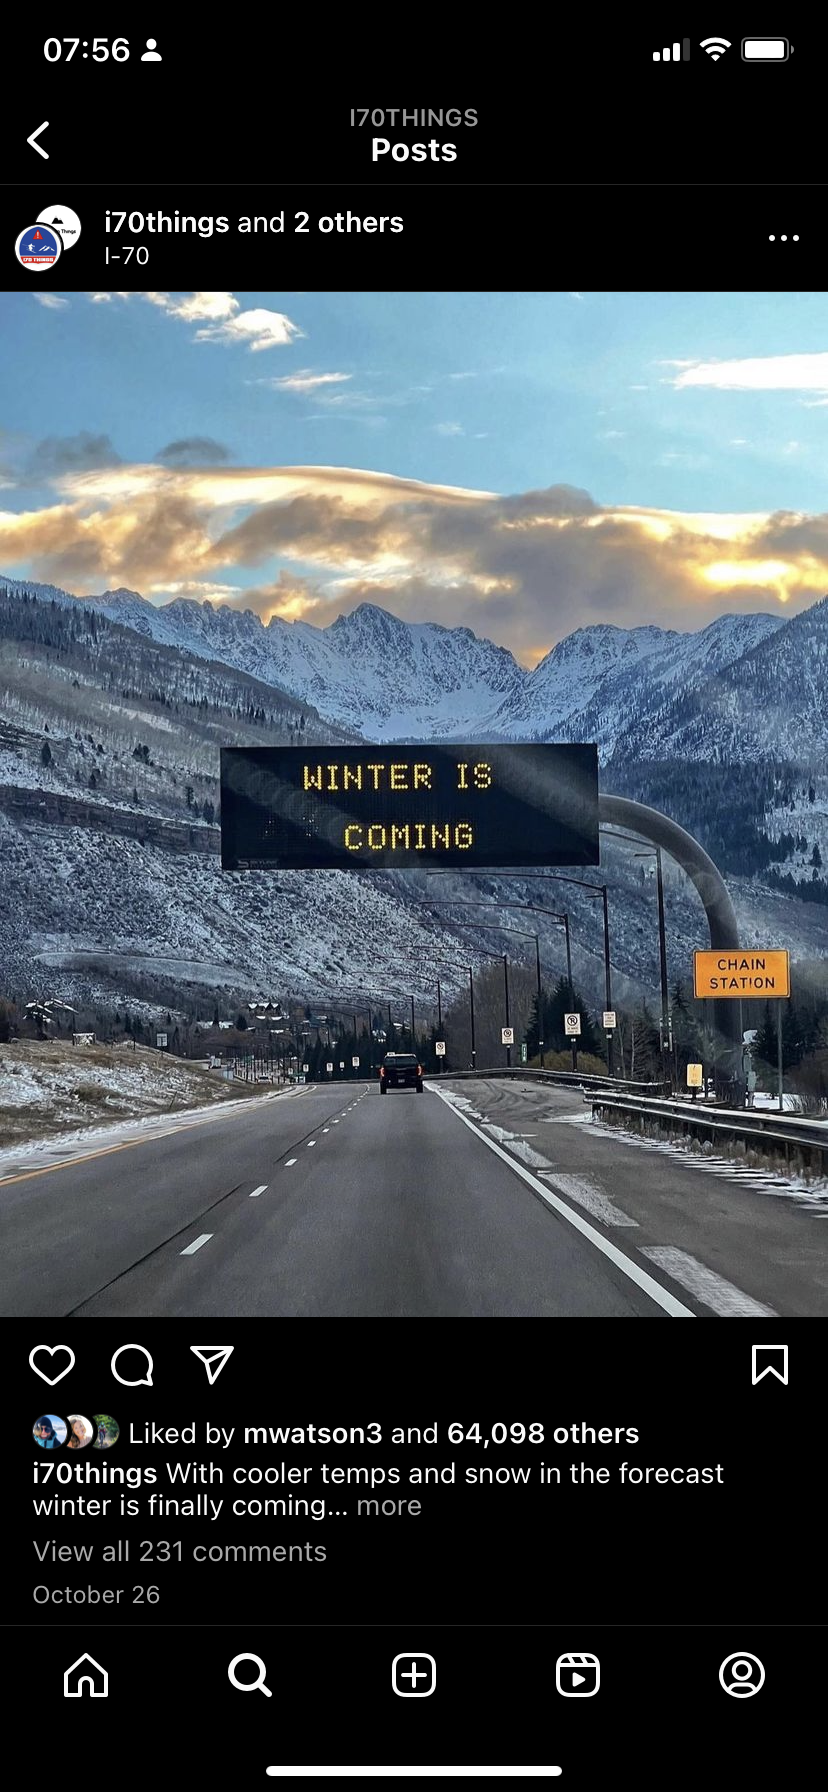 07:56
I70THINGS
Posts
i70things and 2 others
I-70
I70 THINGS
WINTER IS
COMING
CHAIN
STATION
Liked by mwatson3 and 64,098 others
i70things With cooler temps and snow in the forecast
winter is finally coming... more
View all 231 comments
October 26